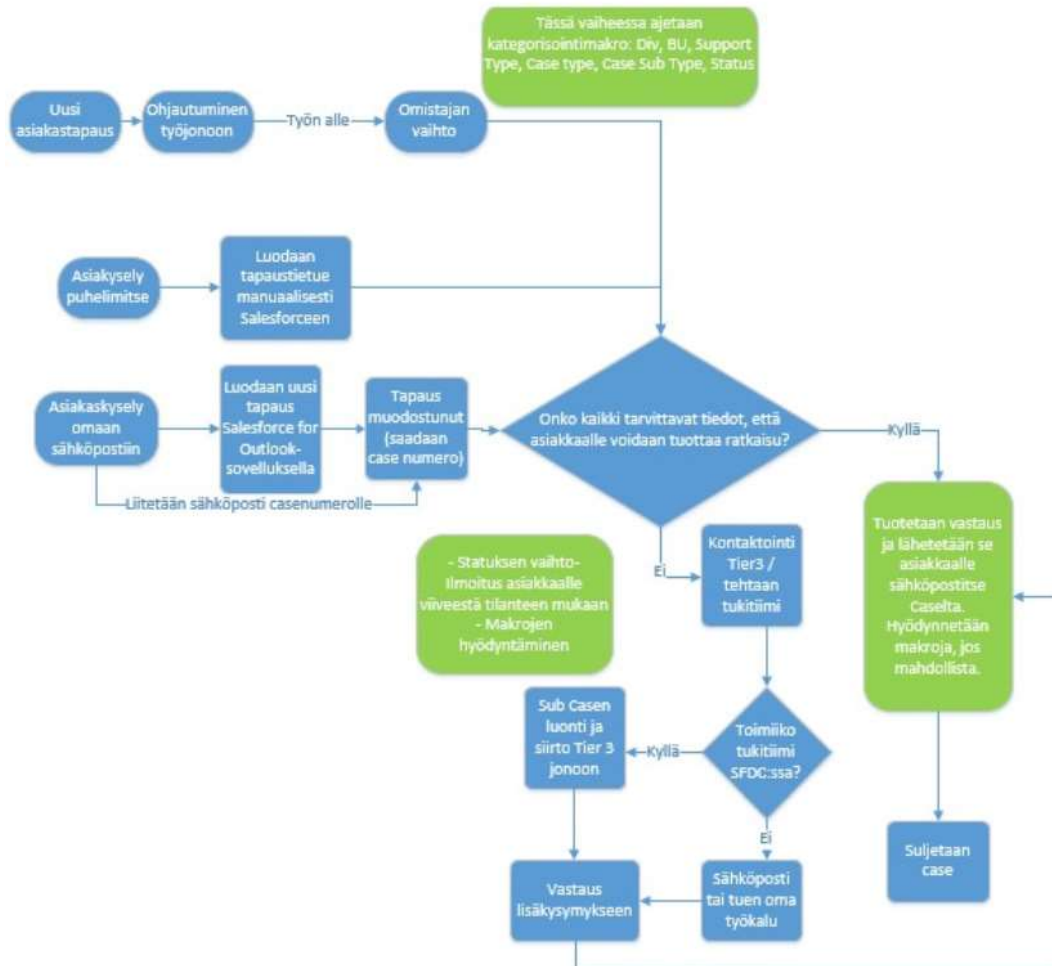 Tässä vaiheessa ajetaan
kategorisointimakro: Div, BU, Support
Type, Case type, Case Sub Type, Status
Uusi
asiakastapaus
Ohjautuminen
työjonoon
Työn alle
Omistajan
vaihto
Asiakysely
puhelimitse
Luodaan
tapaustietue
manuaalisesti
Salesforceen
Asiakaskysely
omaan
sähköpostiin
Luodaan uusi
tapaus
Salesforce for
Outlook-
sovelluksella
Tapaus
muodostunut
(saadaan
case numero)
Liitetään sähköposti casenumerolle
Onko kaikki tarvittavat tiedot, että
asiakkaalle voidaan tuottaa ratkaisu?
Kyllä
Ei
Tuotetaan vastaus
ja lähetetään se
asiakkaalle
sähköpostitse
Caselta.
Hyödynnetään
makroja, jos
mahdollista.
- Statuksen vaihto-
Ilmoitus asiakkaalle
viiveestä tilanteen mukaan
- Makrojen
hyödyntäminen
Kontaktointi
Tier3 /
tehtaan
tukitiimi
Sub Casen
luonti ja
siirto Tier 3
jonoon
Kyllä
Toimiiko
tukitiimi
SFDC:ssa?
Ei
Suljetaan
case
Vastaus
lisäkysymykseen
Sähköposti
tai tuen oma
työkalu